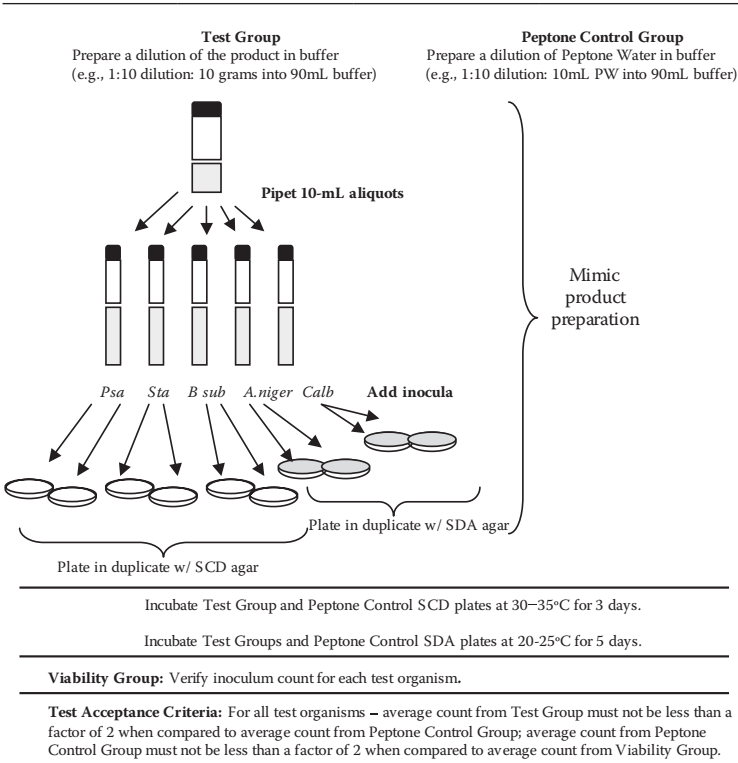 Test Group
Prepare a dilution of the product in buffer
(e.g., 1:10 dilution: 10 grams into 90mL buffer)
Peptone Control Group
Prepare a dilution of Peptone Water in buffer
(e.g., 1:10 dilution: 10mL PW into 90mL buffer)
Pipet 10-mL aliquots
Mimic
product
preparation
Psa Sta B sub A.niger Calb Add inocula
Plate in duplicate w/ SDA agar
Plate in duplicate w/ SCD agar
Incubate Test Group and Peptone Control SCD plates at 30–35ºC for 3 days.
Incubate Test Groups and Peptone Control SDA plates at 20-25ºC for 5 days.
Viability Group: Verify inoculum count for each test organism.
Test Acceptance Criteria: For all test organisms – average count from Test Group must not be less than a
factor of 2 when compared to average count from Peptone Control Group; average count from Peptone
Control Group must not be less than a factor of 2 when compared to average count from Viability Group.